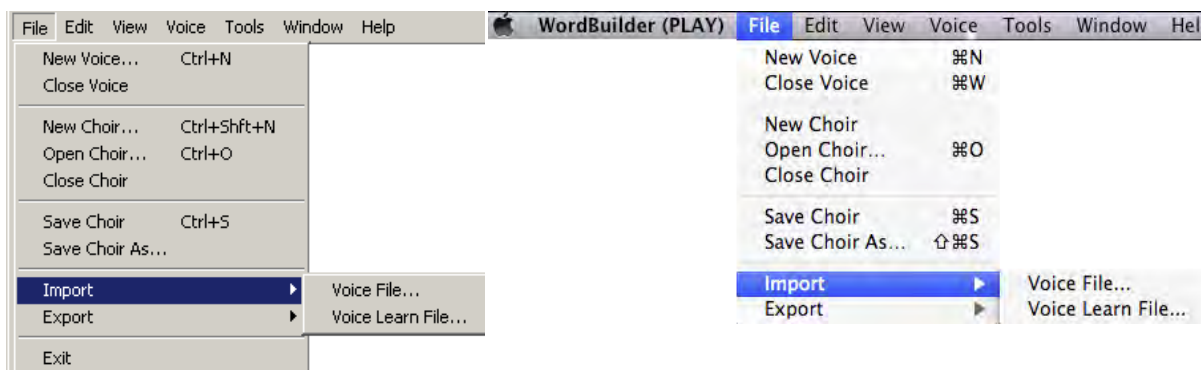 File Edit View Voice Tools Window Help
New Voice... Ctrl+N
Close Voice
New Choir... Ctrl+Shft+N
Open Choir... Ctrl+O
Close Choir
Save Choir Ctrl+S
Save Choir As...
Import Voice File...
Export Voice Learn File...
Exit
WordBuilder (PLAY) File Edit View Voice Tools Window Hel
New Voice ⌘N
Close Voice ⌘W
New Choir
Open Choir... ⌘O
Close Choir
Save Choir ⌘S
Save Choir As... ⇧⌘S
Import Voice File...
Export Voice Learn File...